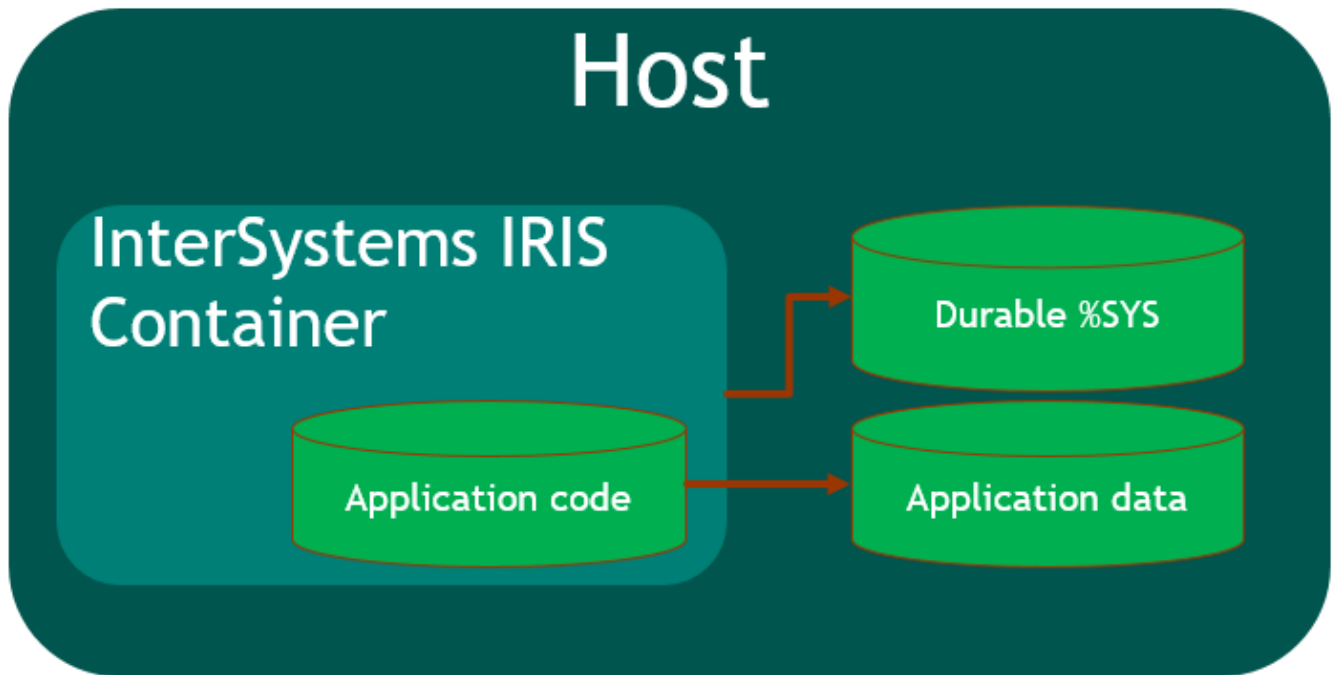 Host
InterSystems IRIS
Container
Durable %SYS
Application code
Application data